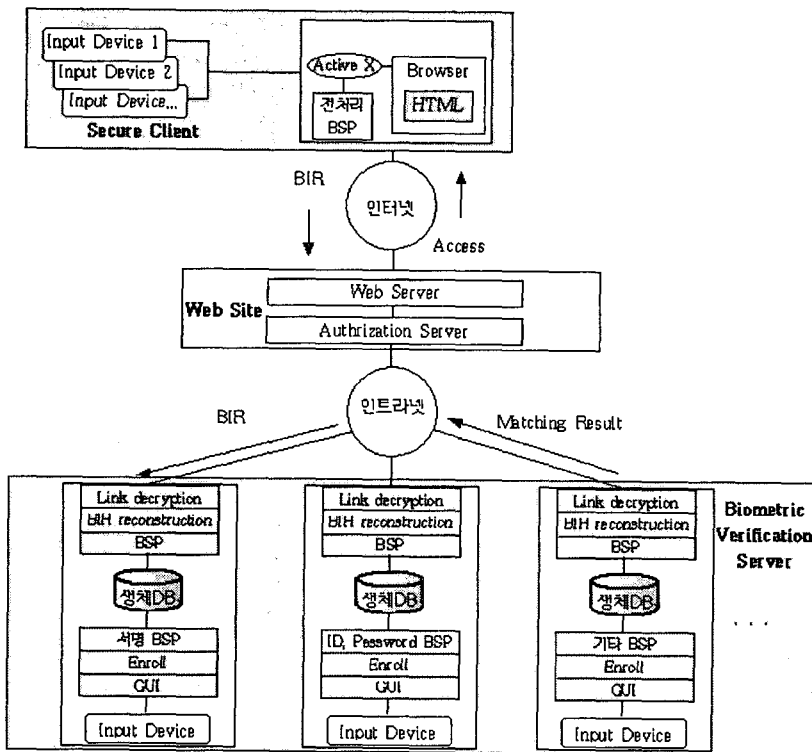 Input Device 1
Input Device 2
Input Device...
Secure Client
Active X
전처리
BSP
Browser
HTML
BIR
인터넷
Access
Web Site
Web Server
Authrization Server
BIR
인트라넷
Matching Result
Link decryption
BIH reconstruction
BSP
생체DB
서명 BSP
Enroll
GUI
Input Device
Link decryption
BIH reconstruction
BSP
생체DB
ID, Password BSP
Enroll
GUI
Input Device
Link decryption
BIH reconstruction
BSP
생체DB
기타 BSP
Enroll
GUI
Input Device
Biometric
Verification
Server
. . .